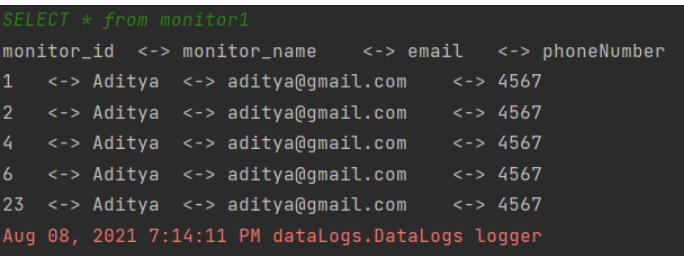 SELECT * from monitor1
monitor_id <-> monitor_name <-> email <-> phoneNumber
1 <-> Aditya <-> aditya@gmail.com <-> 4567
2 <-> Aditya <-> aditya@gmail.com <-> 4567
4 <-> Aditya <-> aditya@gmail.com <-> 4567
6 <-> Aditya <-> aditya@gmail.com <-> 4567
23 <-> Aditya <-> aditya@gmail.com <-> 4567
Aug 08, 2021 7:14:11 PM dataLogs.DataLogs logger